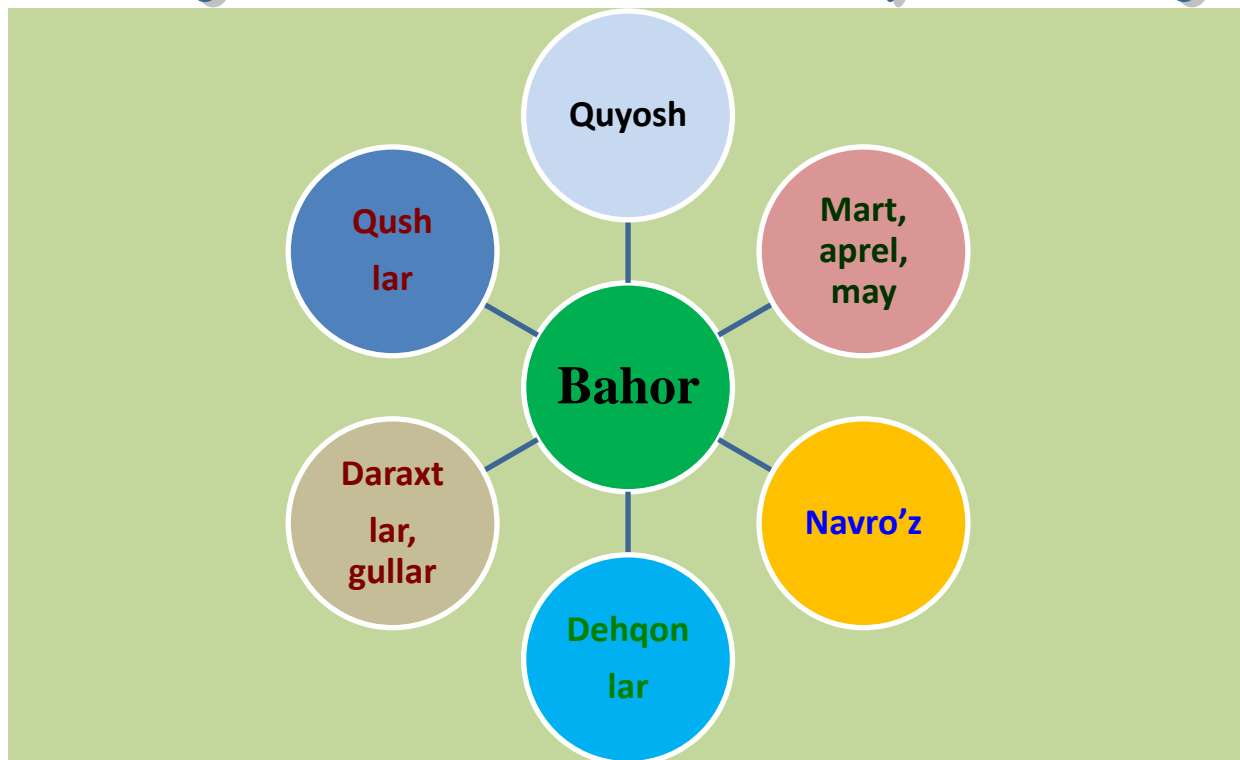 Quyosh
Mart,
aprel,
may
Navro’z
Dehqon
lar
Daraxt
lar,
gullar
Qush
lar
Bahor